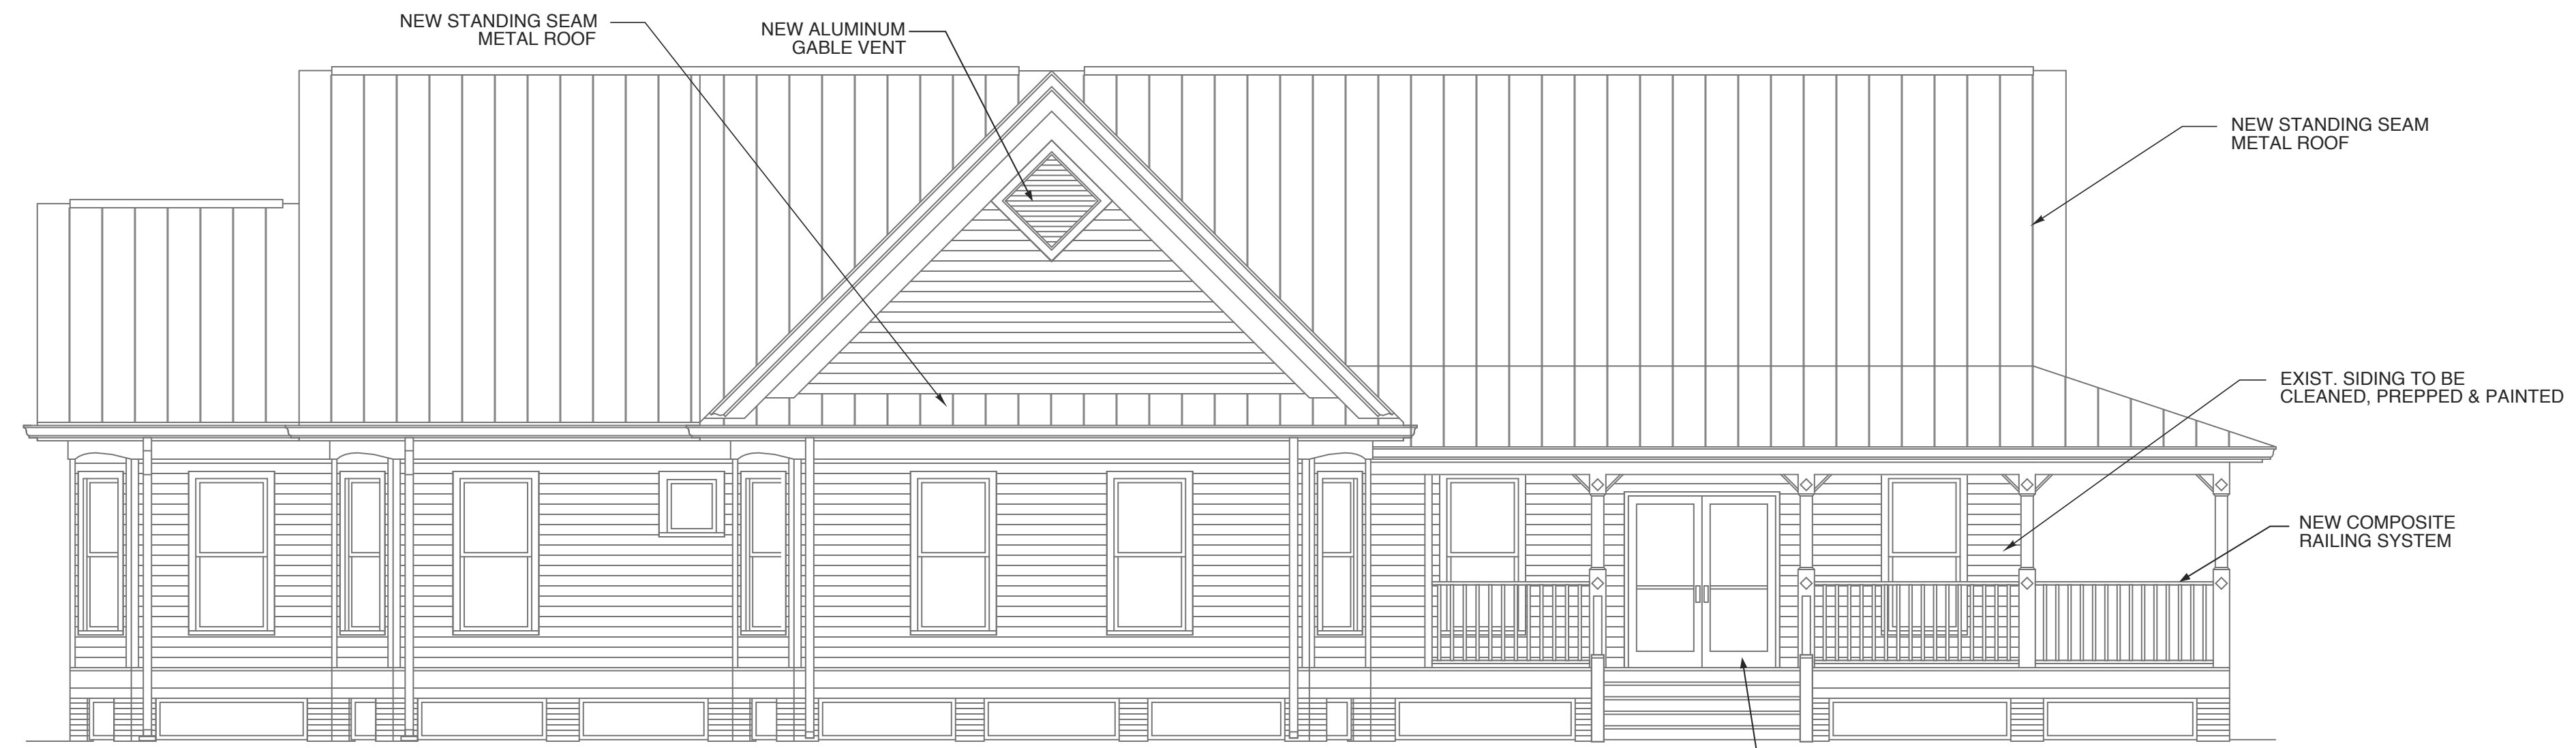 NEW STANDING SEAM
METAL ROOF
NEW ALUMINUM
GABLE VENT
NEW STANDING SEAM
METAL ROOF
EXIST. SIDING TO BE
CLEANED, PREPPED & PAINTED
NEW COMPOSITE
RAILING SYSTEM